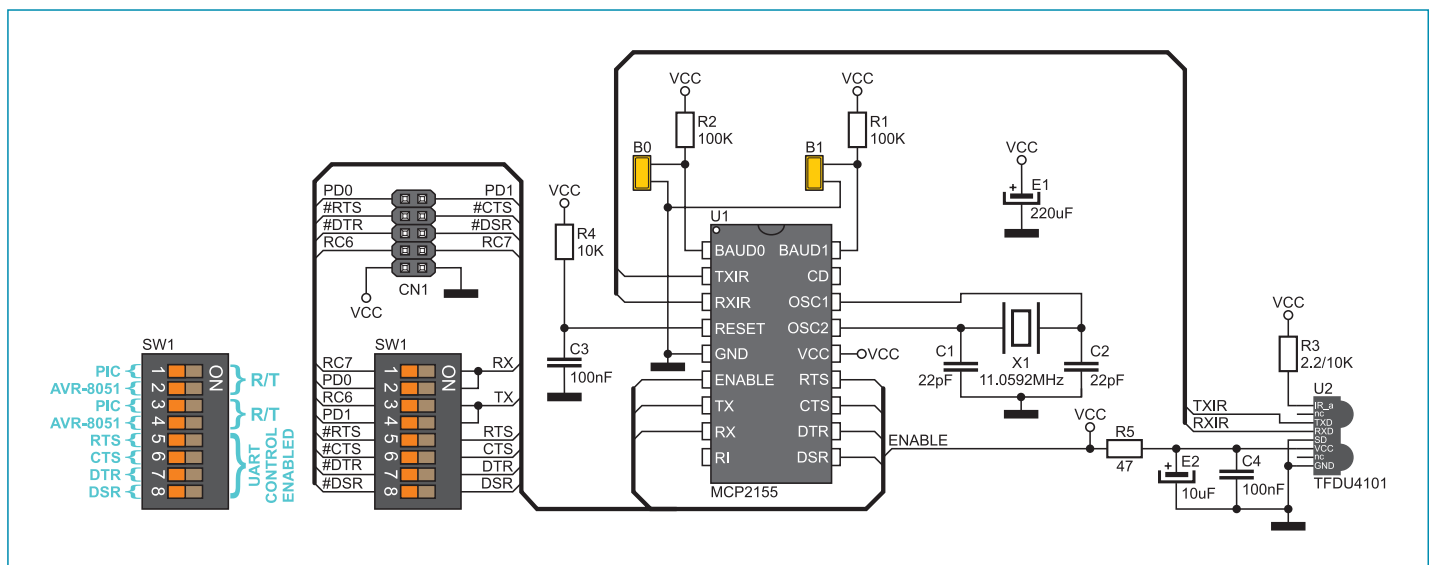 VCC
R2
100K
B0
VCC
R1
100K
B1
VCC
+
E1
220uF
VCC
R4
10K
C3
100nF
U1
BAUD0
TXIR
RXIR
RESET
GND
ENABLE
TX
RX
RI
BAUD1
CD
OSC1
OSC2
VCC
RTS
CTS
DTR
DSR
MCP2155
VCC
C1
22pF
X1
11.0592MHz
C2
22pF
PD0
#RTS
#DTR
RC6
PD1
#CTS
#DSR
RC7
VCC
CN1
SW1
PIC
AVR-8051
PIC
AVR-8051
RTS
CTS
DTR
DSR
1
2
3
4
5
6
7
8
ON
R/T
R/T
UART
CONTROL
ENABLED
SW1
RC7
PD0
RC6
PD1
#RTS
#CTS
#DTR
#DSR
1
2
3
4
5
6
7
8
ON
RX
TX
RTS
CTS
DTR
DSR
ENABLE
VCC
R5
47
+
E2
10uF
C4
100nF
VCC
R3
2.2/10K
TXIR
RXIR
U2
IR_a
nc
TXD
RXD
SD
VCC
nc
GND
TFDU4101